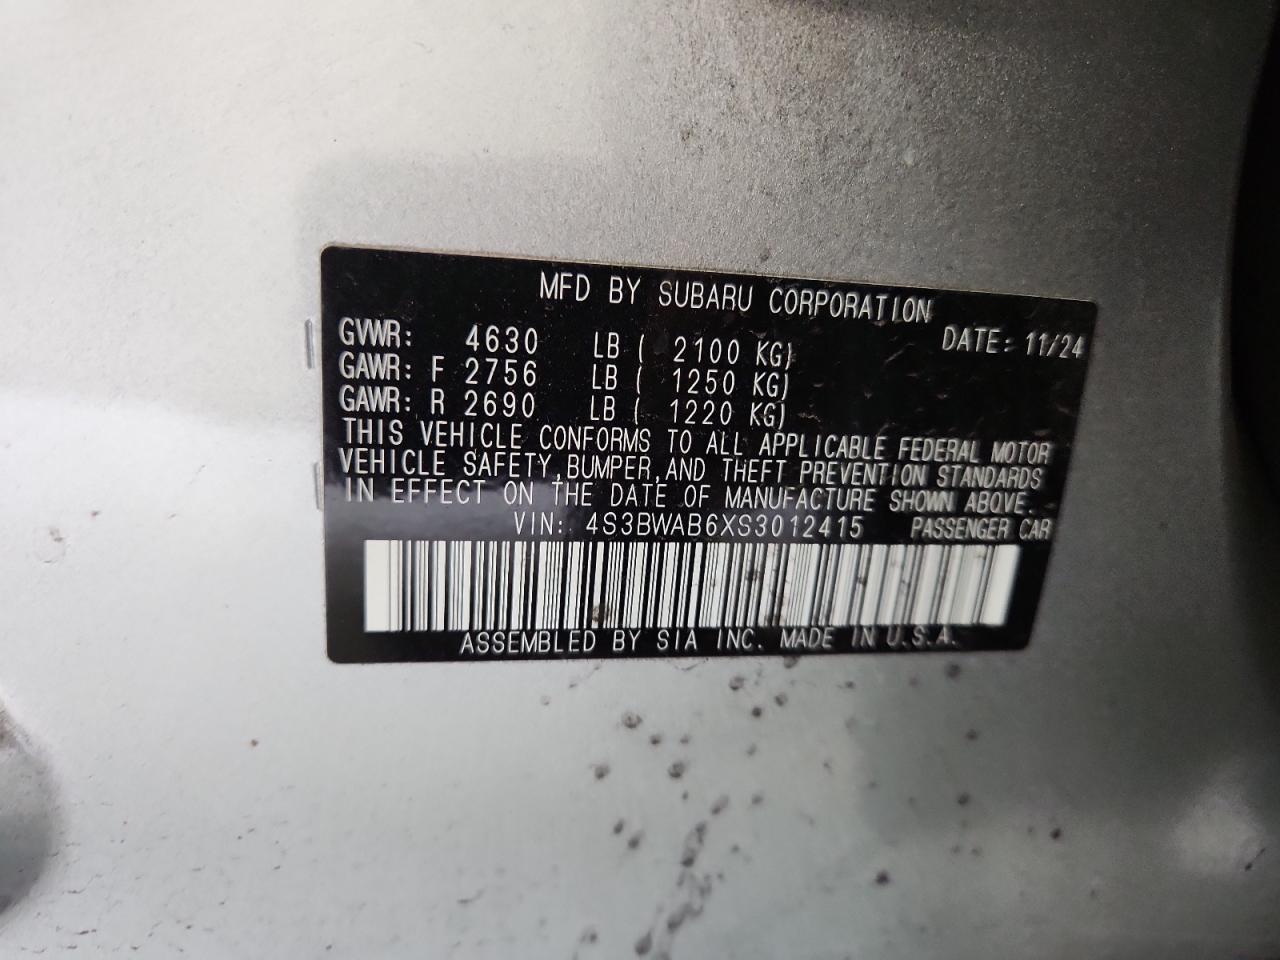 MFD BY SUBARU CORPORATION
GVWR: 4630 LB ( 2100 KG) DATE: 11/24
GAWR: F 2756 LB ( 1250 KG)
GAWR: R 2690 LB ( 1220 KG)
THIS VEHICLE CONFORMS TO ALL APPLICABLE FEDERAL MOTOR
VEHICLE SAFETY,BUMPER,AND THEFT PREVENTION STANDARDS
IN EFFECT ON THE DATE OF MANUFACTURE SHOWN ABOVE.
VIN: 4S3BWAB6XS3012415 PASSENGER CAR
ASSEMBLED BY SIA INC. MADE IN U.S.A.